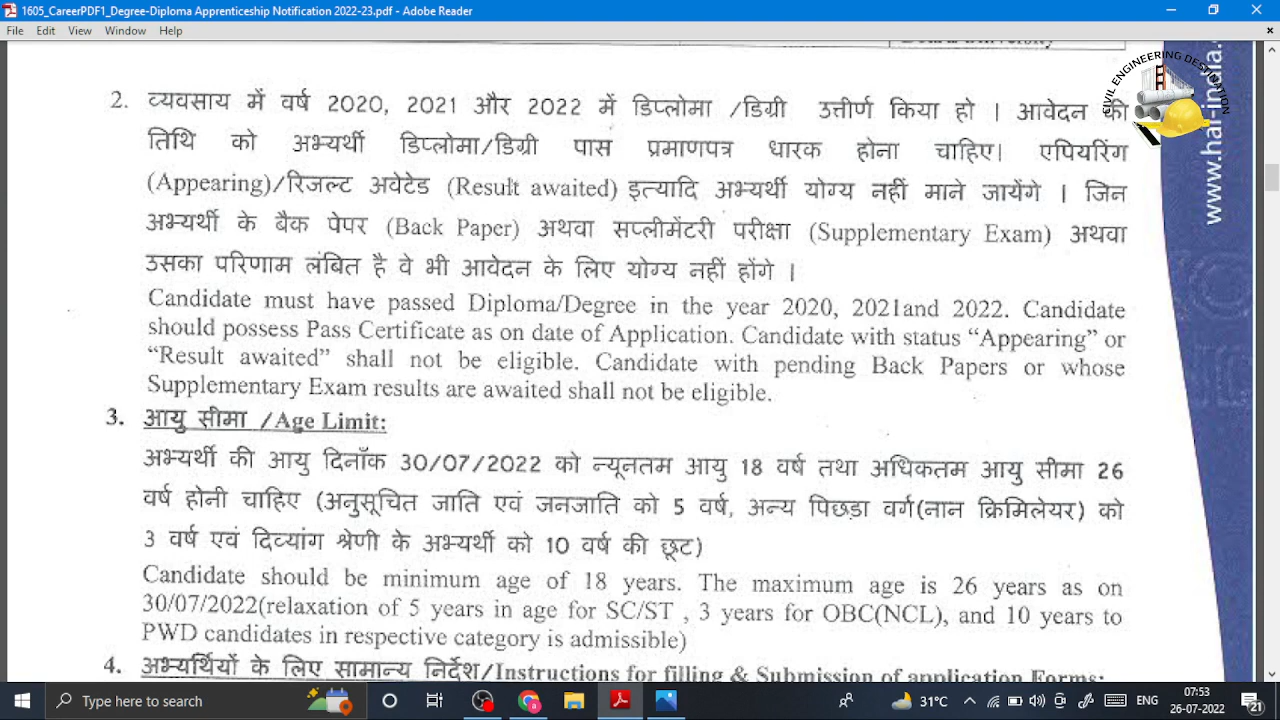 1605_CareerPDF1_Degree-Diploma Apprenticeship Notification 2022-23.pdf - Adobe Reader
File Edit View Window Help
2. व्यवसाय में वर्ष 2020, 2021 और 2022 में डिप्लोमा /डिग्री उत्तीर्ण किया हो | आवेदन की
तिथि को अभ्यर्थी डिप्लोमा/डिग्री पास प्रमाणपत्र धारक होना चाहिए। एपियरिंग
(Appearing)/रिजल्ट अवेटेड (Result awaited) इत्यादि अभ्यर्थी योग्य नहीं माने जायेंगे | जिन
अभ्यर्थी के बैक पेपर (Back Paper) अथवा सप्लीमेंटरी परीक्षा (Supplementary Exam) अथवा
उसका परिणाम लंबित है वे भी आवेदन के लिए योग्य नहीं होंगे |
Candidate must have passed Diploma/Degree in the year 2020, 2021and 2022. Candidate
should possess Pass Certificate as on date of Application. Candidate with status “Appearing” or
“Result awaited” shall not be eligible. Candidate with pending Back Papers or whose
Supplementary Exam results are awaited shall not be eligible.
3. आयु सीमा /Age Limit:
अभ्यर्थी की आयु दिनाँक 30/07/2022 को न्यूनतम आयु 18 वर्ष तथा अधिकतम आयु सीमा 26
वर्ष होनी चाहिए (अनुसूचित जाति एवं जनजाति को 5 वर्ष, अन्य पिछड़ा वर्ग(नान क्रिमिलेयर) को
3 वर्ष एवं दिव्यांग श्रेणी के अभ्यर्थी को 10 वर्ष की छूट)
Candidate should be minimum age of 18 years. The maximum age is 26 years as on
30/07/2022(relaxation of 5 years in age for SC/ST , 3 years for OBC(NCL), and 10 years to
PWD candidates in respective category is admissible)
4. अभ्यर्थियों के लिए सामान्य निर्देश/Instructions for filling & Submission of application Forms:
CIVIL ENGINEERING DESTINATION
www.hal-india.
Type here to search
31°C
ENG
07:53
26-07-2022
21